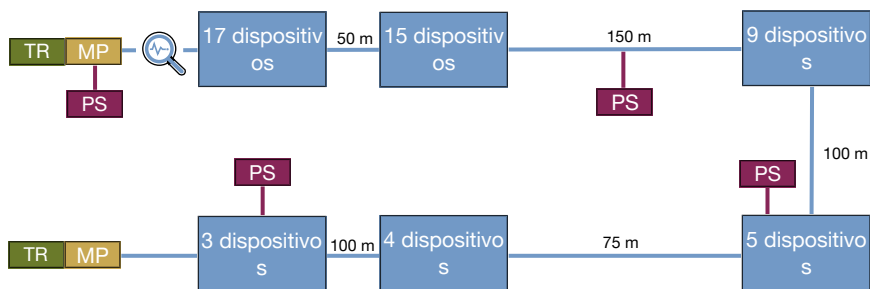 TR MP
PS
17 dispositiv
os
50 m
15 dispositiv
os
150 m
PS
9 dispositivo
s
100 m
PS
5 dispositivo
s
75 m
4 dispositivo
s
100 m
PS
3 dispositivo
s
TR MP